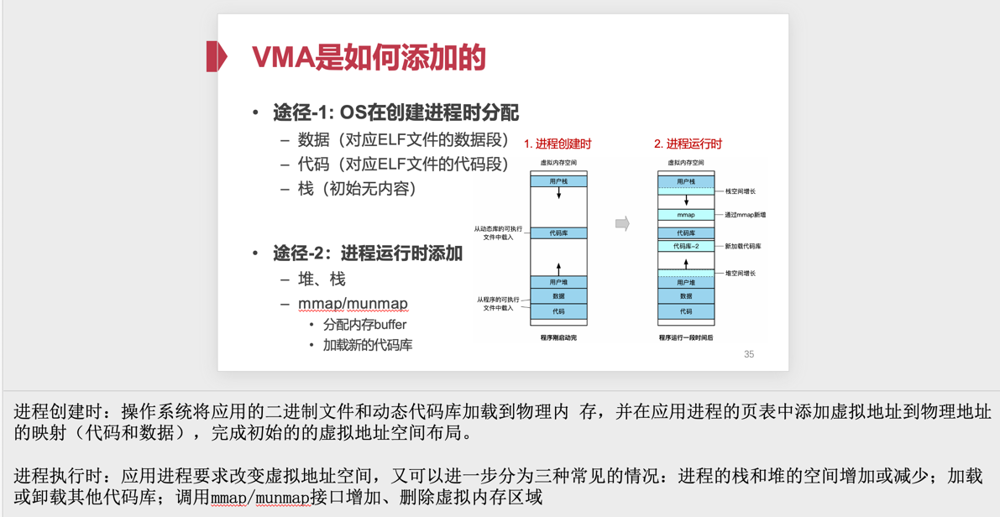 VMA是如何添加的
• 途径-1: OS在创建进程时分配
– 数据（对应ELF文件的数据段）
– 代码（对应ELF文件的代码段）
– 栈（初始无内容）
• 途径-2：进程运行时添加
– 堆、栈
– mmap/munmap
• 分配内存buffer
• 加载新的代码库
1. 进程创建时
虚拟内存空间
用户栈
从动态库的可执行
文件中载入
代码库
用户堆
从程序的可执行
文件中载入
数据
代码
程序刚启动完
2. 进程运行时
虚拟内存空间
用户栈
栈空间增长
mmap
通过mmap新增
代码库
代码库-2
新加载代码库
堆空间增长
用户堆
数据
代码
程序运行一段时间后
35
进程创建时：操作系统将应用的二进制文件和动态代码库加载到物理内 存，并在应用进程的页表中添加虚拟地址到物理地址
的映射（代码和数据），完成初始的的虚拟地址空间布局。
进程执行时：应用进程要求改变虚拟地址空间，又可以进一步分为三种常见的情况：进程的栈和堆的空间增加或减少；加载
或卸载其他代码库；调用mmap/munmap接口增加、删除虚拟内存区域